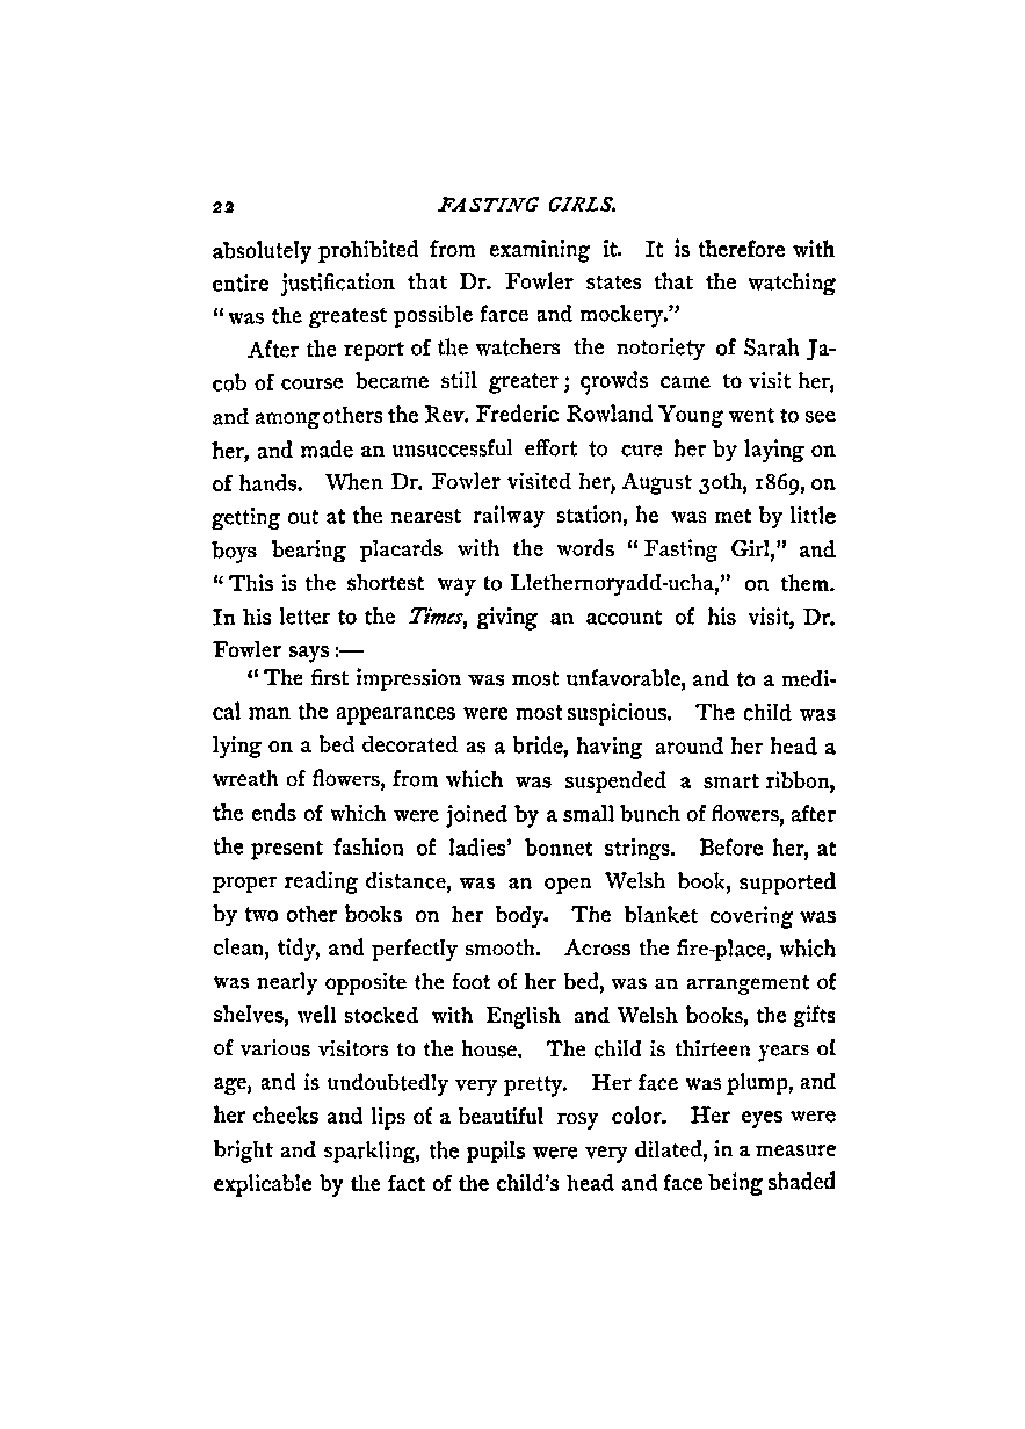 22 FASTING GIRLS.
absolutely prohibited from examining it. It is therefore with
entire justification that Dr. Fowler states that the watching
“was the greatest possible farce and mockery.”
After the report of the watchers the notoriety of Sarah Ja-
cob of course became still greater; crowds came to visit her,
and among others the Rev. Frederic Rowland Young went to see
her, and made an unsuccessful effort to cure her by laying on
of hands. When Dr. Fowler visited her, August 30th, 1869, on
getting out at the nearest railway station, he was met by little
boys bearing placards with the words “Fasting Girl,” and
“This is the shortest way to Llethernoryadd-ucha,” on them.
In his letter to the Times, giving an account of his visit, Dr.
Fowler says:—
“The first impression was most unfavorable, and to a medi-
cal man the appearances were most suspicious. The child was
lying on a bed decorated as a bride, having around her head a
wreath of flowers, from which was suspended a smart ribbon,
the ends of which were joined by a small bunch of flowers, after
the present fashion of ladies’ bonnet strings. Before her, at
proper reading distance, was an open Welsh book, supported
by two other books on her body. The blanket covering was
clean, tidy, and perfectly smooth. Across the fire-place, which
was nearly opposite the foot of her bed, was an arrangement of
shelves, well stocked with English and Welsh books, the gifts
of various visitors to the house. The child is thirteen years of
age, and is undoubtedly very pretty. Her face was plump, and
her cheeks and lips of a beautiful rosy color. Her eyes were
bright and sparkling, the pupils were very dilated, in a measure
explicable by the fact of the child’s head and face being shaded